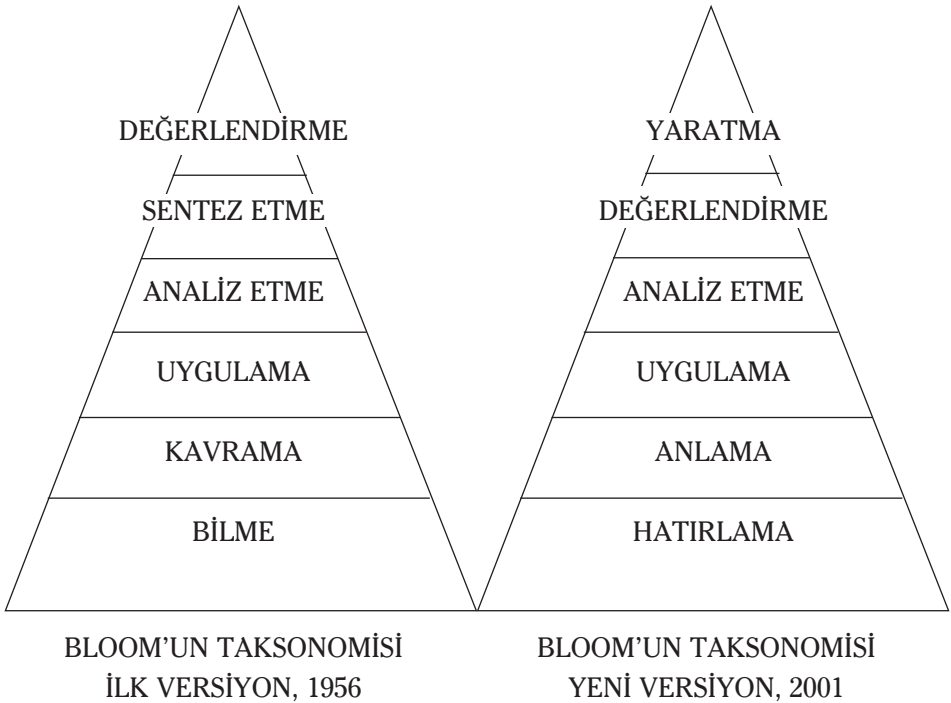 DEĞERLENDİRME
SENTEZ ETME
ANALİZ ETME
UYGULAMA
KAVRAMA
BİLME
BLOOM’UN TAKSONOMİSİ
İLK VERSİYON, 1956
YARATMA
DEĞERLENDİRME
ANALİZ ETME
UYGULAMA
ANLAMA
HATIRLAMA
BLOOM’UN TAKSONOMİSİ
YENİ VERSİYON, 2001